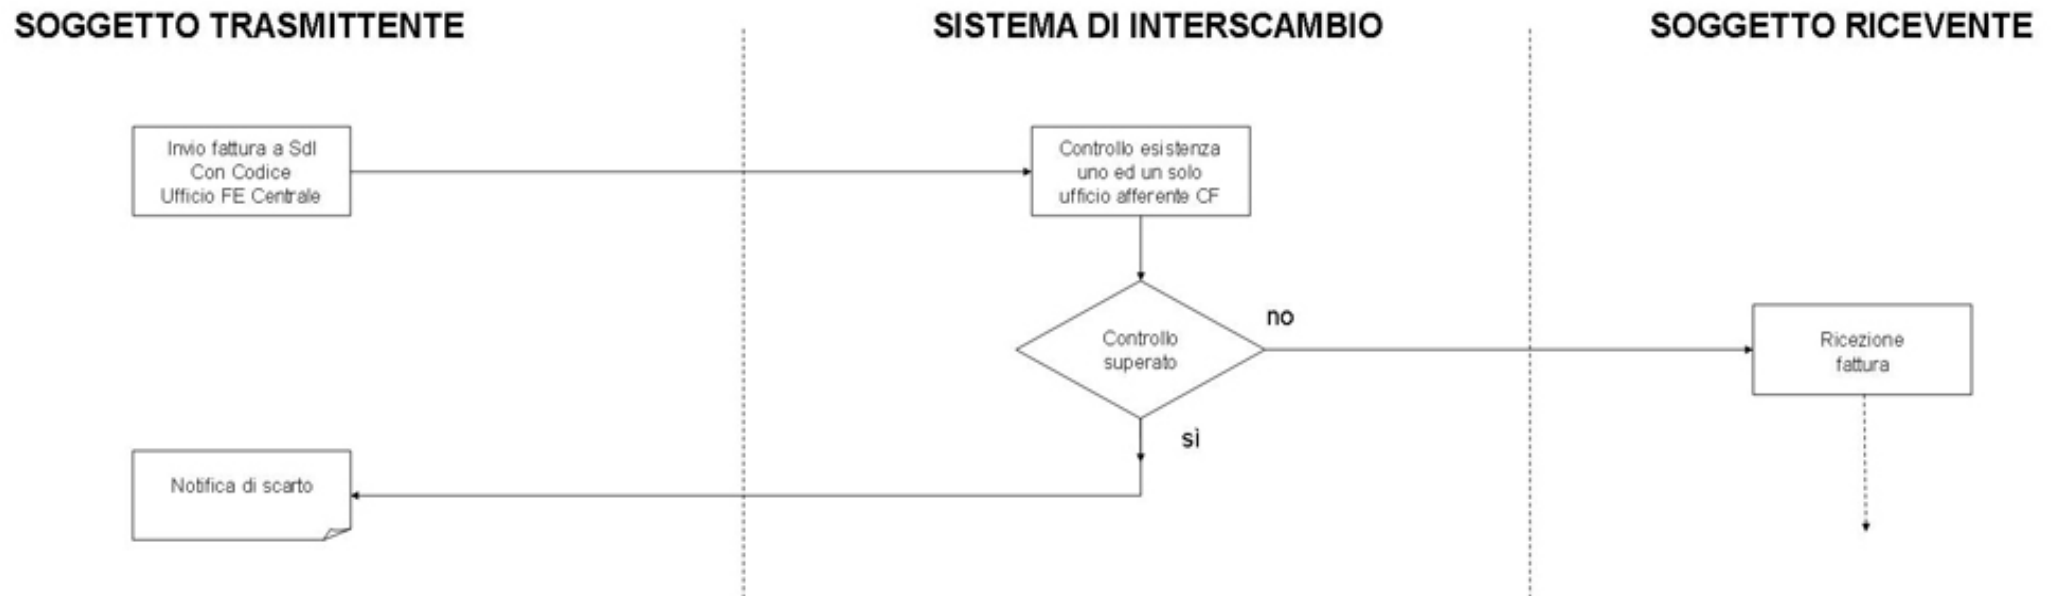 SOGGETTO TRASMITTENTE
SISTEMA DI INTERSCAMBIO
SOGGETTO RICEVENTE
Invio fattura a SdI
Con Codice
Ufficio FE Centrale
Controllo esistenza
uno ed un solo
ufficio afferente CF
Controllo
superato
no
Ricezione
fattura
sì
Notifica di scarto